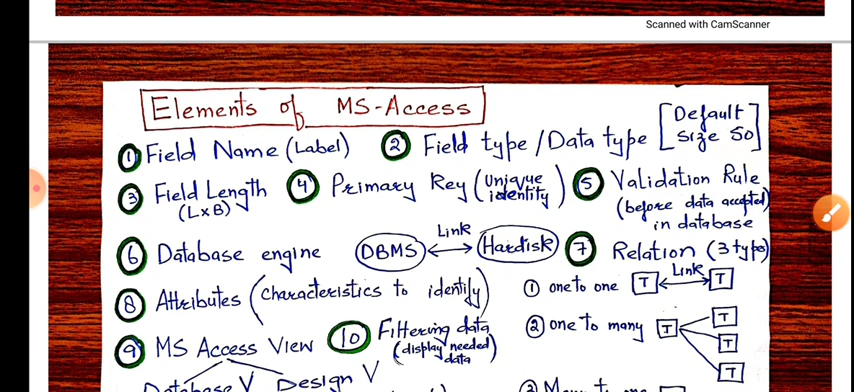 Scanned with CamScanner
Elements of MS-Access
① Field Name (Label) ② Field type/Data type [Default size 50]
③ Field Length (LxB) ④ Primary Key (Unique identity) ⑤ Validation Rule (before data accepted in database)
⑥ Database engine DBMS Link Hardisk ⑦ Relation (3 type)
⑧ Attributes (characteristics to identify) ① one to one T Link T
⑨ MS Access View ⑩ Filtering data (display needed data) ② one to many T T T T
Database V Design V